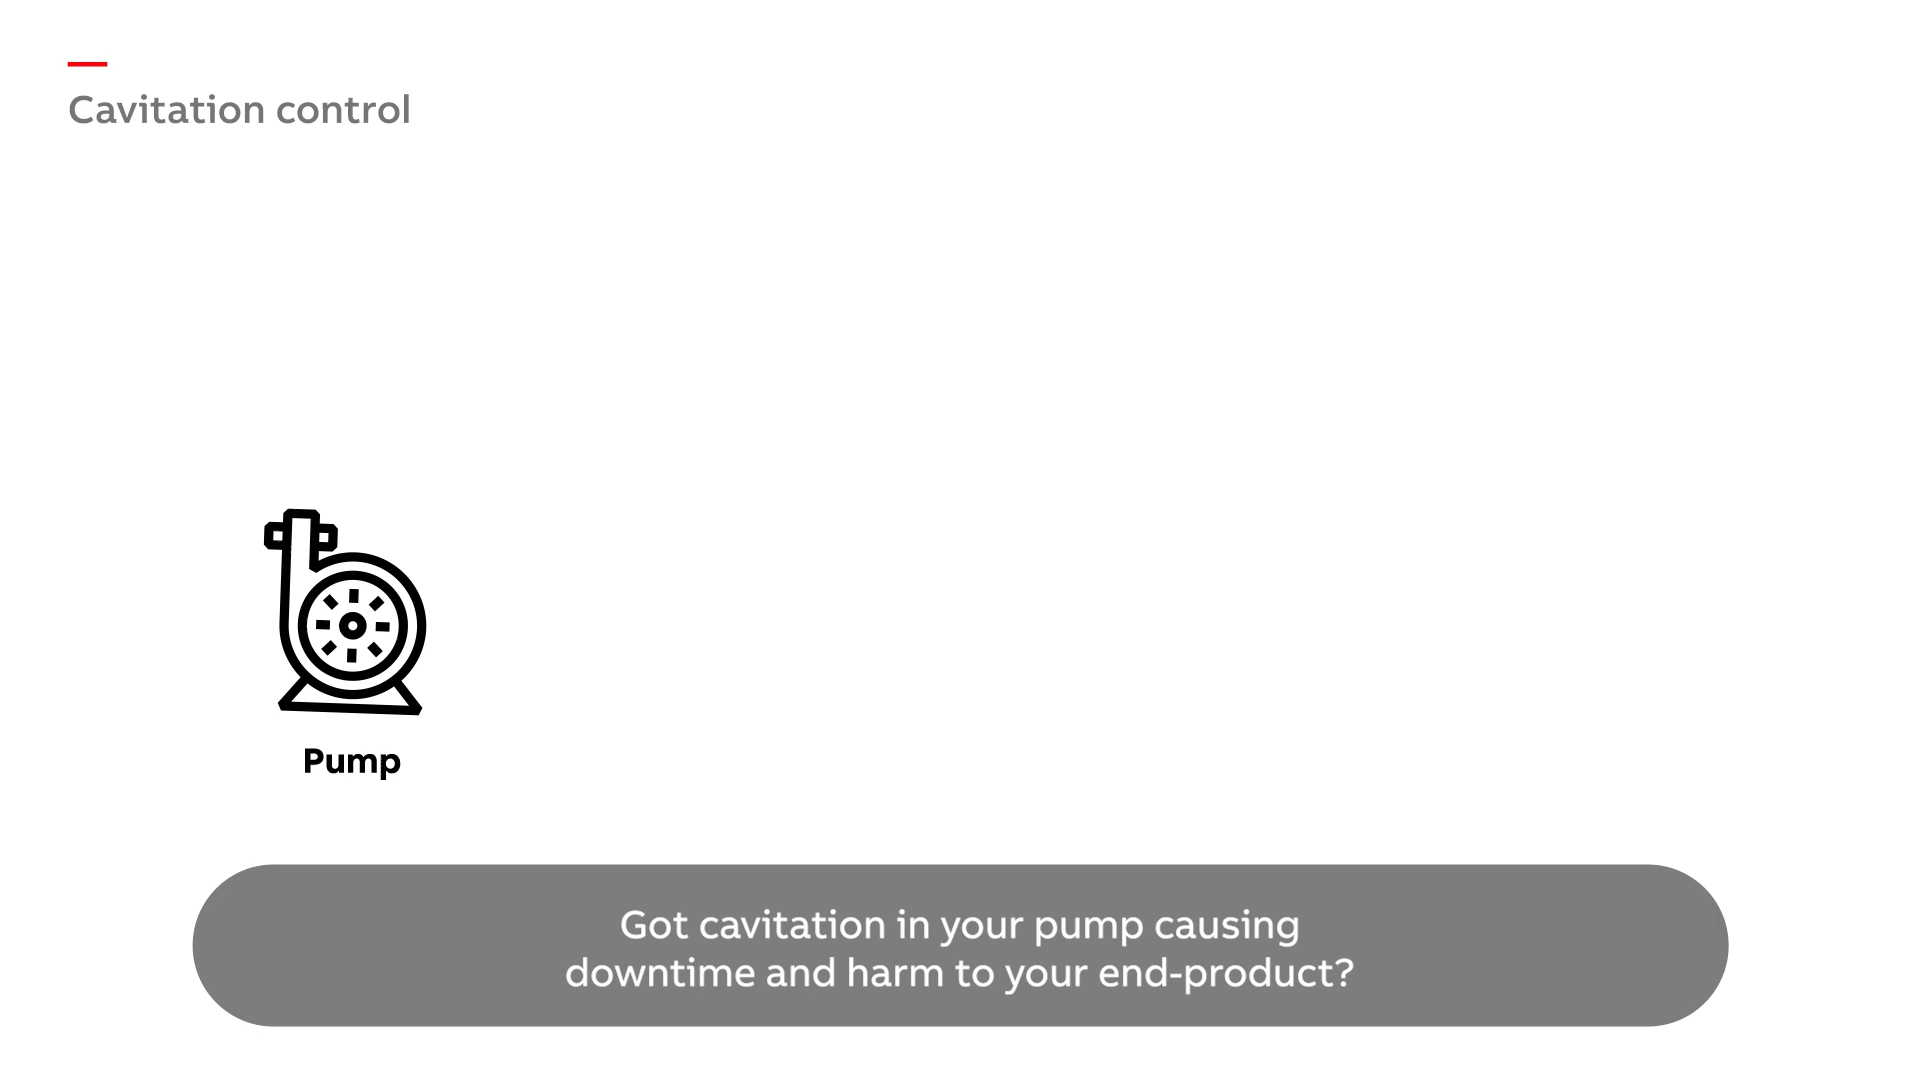 Cavitation control
Pump
Got cavitation in your pump causing
downtime and harm to your end-product?